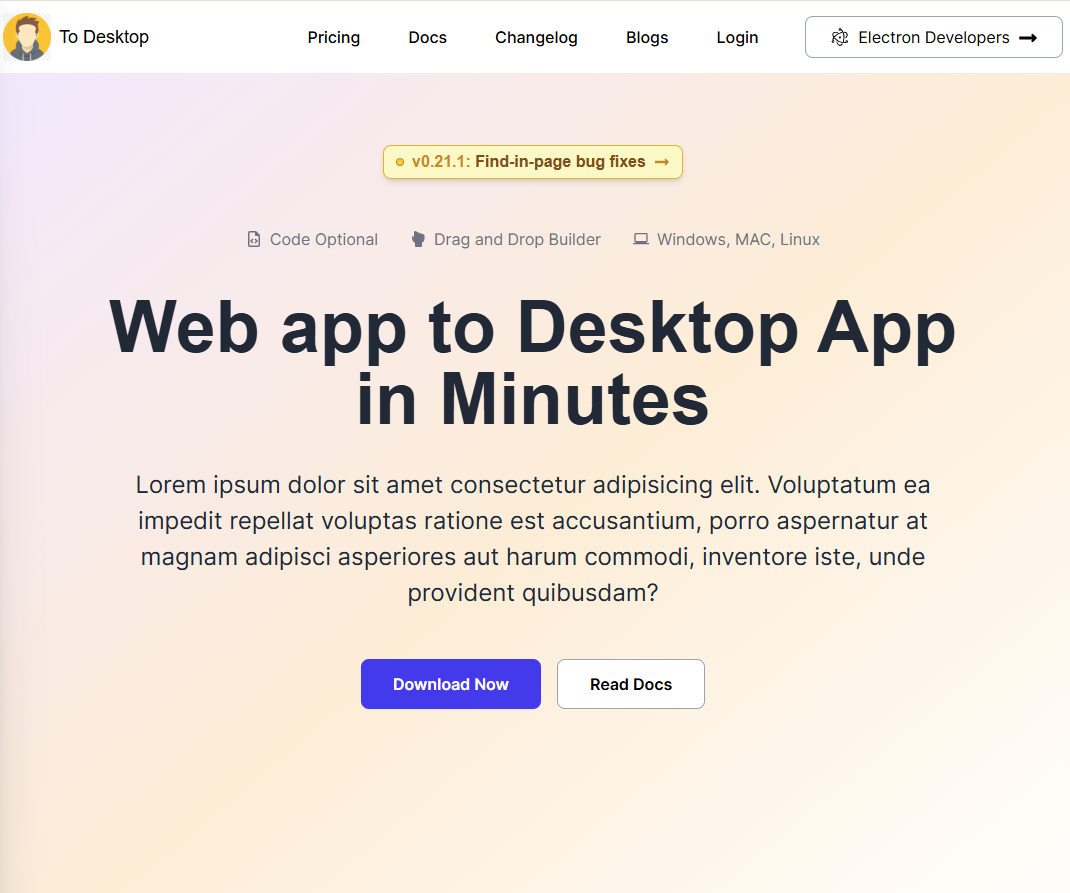 To Desktop
Pricing
Docs
Changelog
Blogs
Login
Electron Developers
v0.21.1: Find-in-page bug fixes
Code Optional
Drag and Drop Builder
Windows, MAC, Linux
Web app to Desktop App
in Minutes
Lorem ipsum dolor sit amet consectetur adipisicing elit. Voluptatum ea
impedit repellat voluptas ratione est accusantium, porro aspernatur at
magnam adipisci asperiores aut harum commodi, inventore iste, unde
provident quibusdam?
Download Now
Read Docs